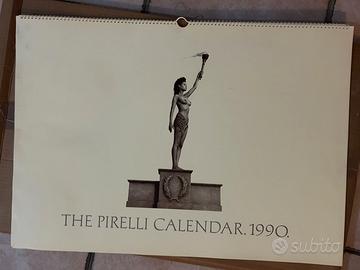 THE PIRELLI CALENDAR. 1990.
subito